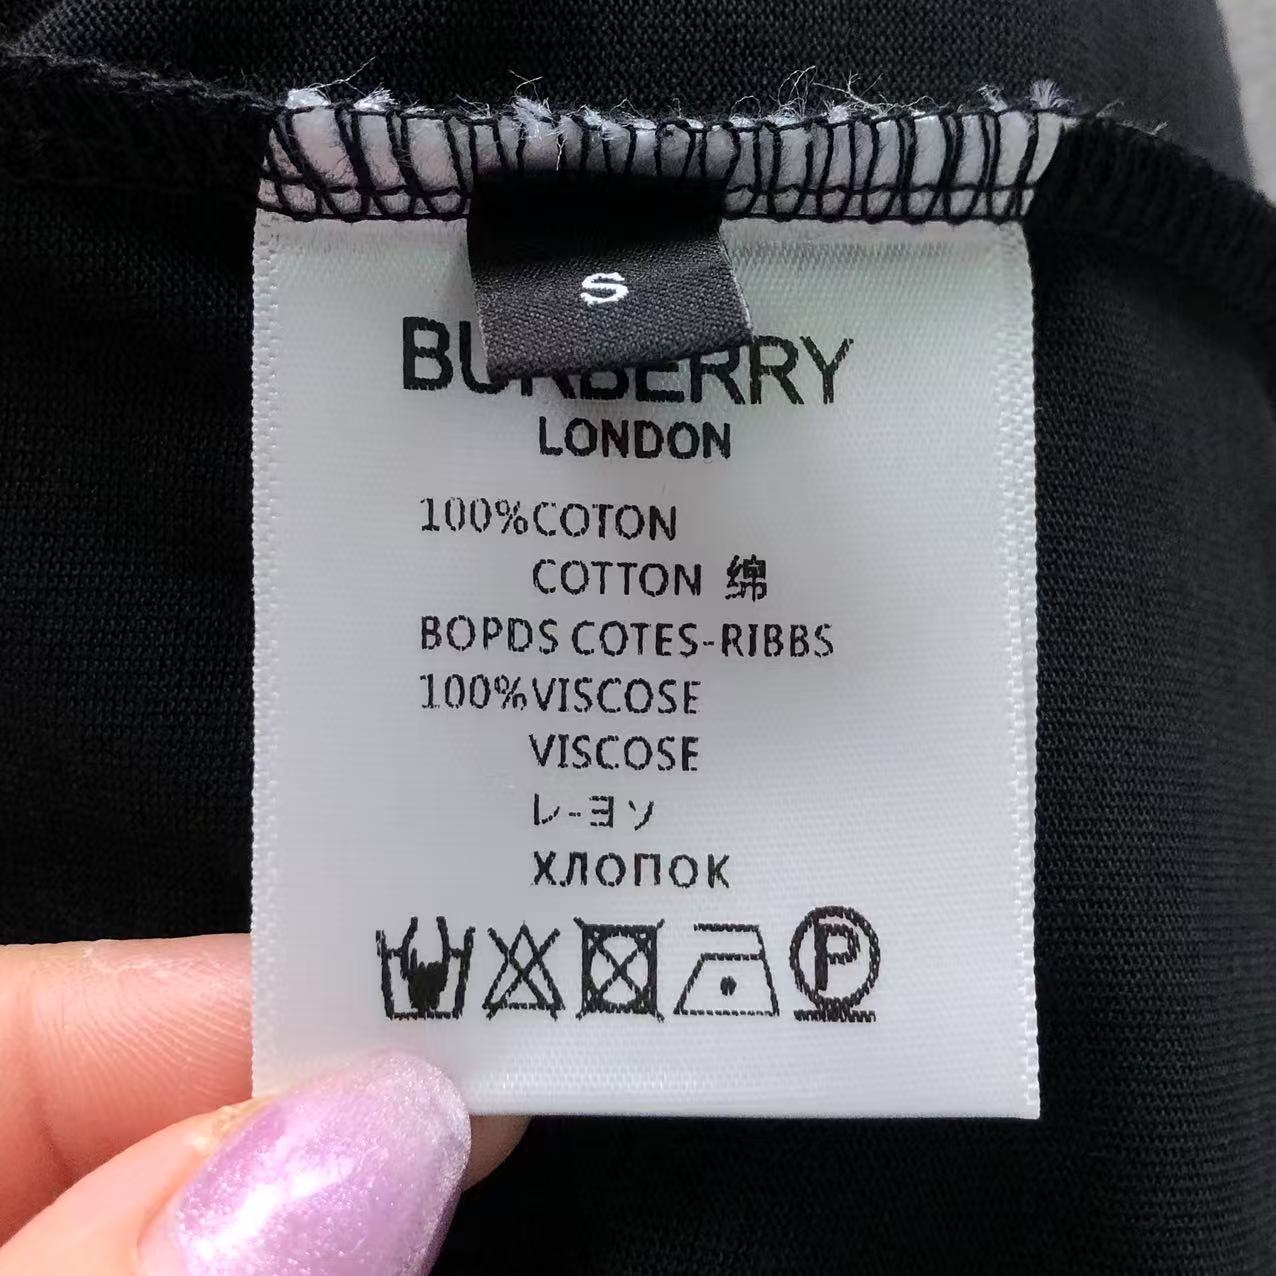 S
BURBERRY
LONDON
100%COTON
COTTON 绵
BOPDS COTES-RIBBS
100%VISCOSE
VISCOSE
レ-ヨソ
ХЛОПОК
P